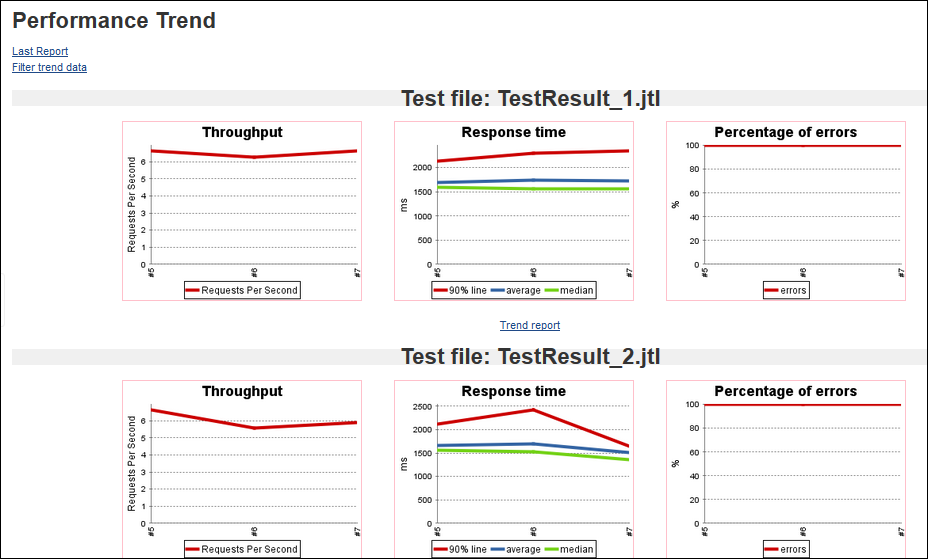 Performance Trend
Last Report
Filter trend data
Test file: TestResult_1.jtl
Throughput
Requests Per Second
6
5
4
3
2
1
0
#5
#6
#7
Requests Per Second
Response time
ms
2000
1500
1000
500
0
#5
#6
#7
90% line average median
Percentage of errors
%
100
80
60
40
20
0
#5
#6
#7
errors
Trend report
Test file: TestResult_2.jtl
Throughput
Requests Per Second
6
5
4
3
2
1
0
#5
#6
#7
Requests Per Second
Response time
ms
2500
2000
1500
1000
500
0
#5
#6
#7
90% line average median
Percentage of errors
%
100
80
60
40
20
0
#5
#6
#7
errors